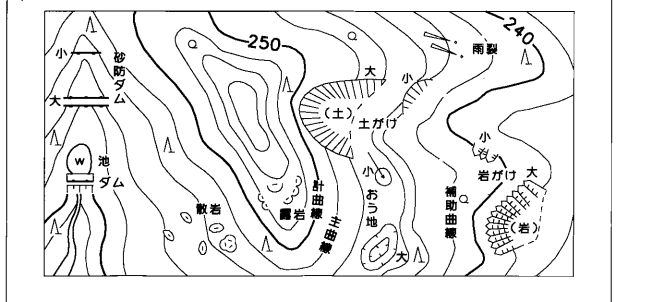 小
砂防ダム
大
W
池
ダム
250
240
雨裂
大
小
(土)
土がけ
小
岩がけ
大
(岩)
小
おう地
大
補助曲線
計曲線
主曲線
露岩
散岩